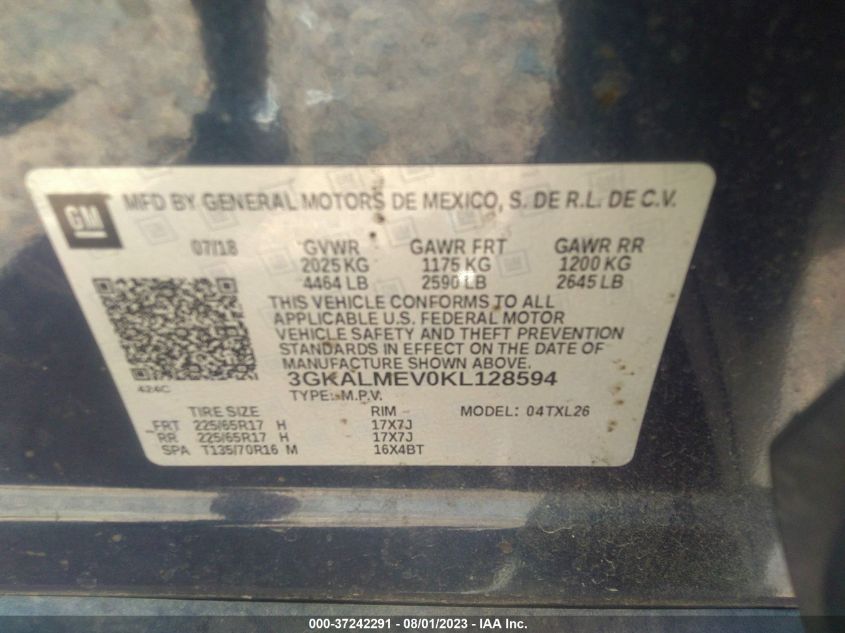 GM MFD BY GENERAL MOTORS DE MEXICO, S. DE R.L. DE C.V.
07/18 GVWR GAWR FRT GAWR RR
2025 KG 1175 KG 1200 KG
4464 LB 2590 LB 2645 LB
THIS VEHICLE CONFORMS TO ALL
APPLICABLE U.S. FEDERAL MOTOR
VEHICLE SAFETY AND THEFT PREVENTION
STANDARDS IN EFFECT ON THE DATE OF
MANUFACTURE SHOWN ABOVE.
424C 3GKALMEV0KL128594
TYPE: M.P.V.
TIRE SIZE RIM MODEL: 04TXL26
FRT 225/65R17 H 17X7J
RR 225/65R17 H 17X7J
SPA T135/70R16 M 16X4BT
000-37242291 - 08/01/2023 - IAA Inc.